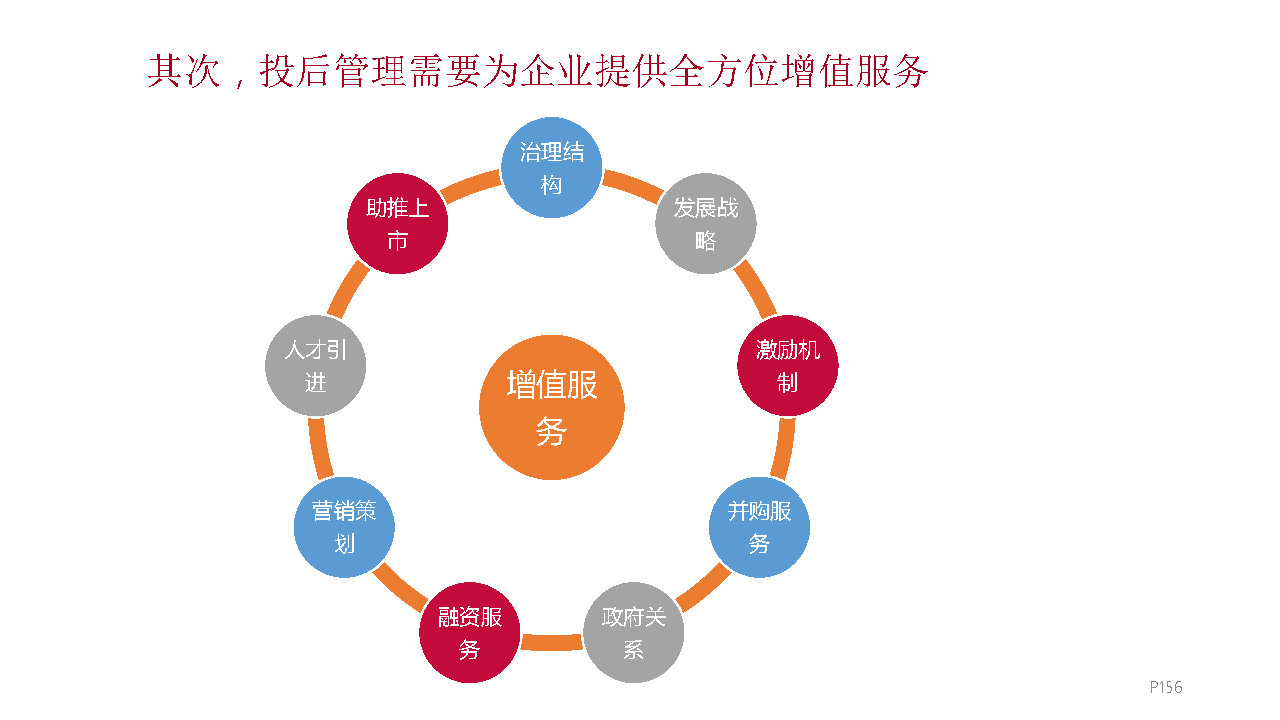 其次，投后管理需要为企业提供全方位增值服务
治理结
构
发展战
略
激励机
制
并购服
务
政府关
系
融资服
务
营销策
划
人才引
进
助推上
市
增值服
务
P156